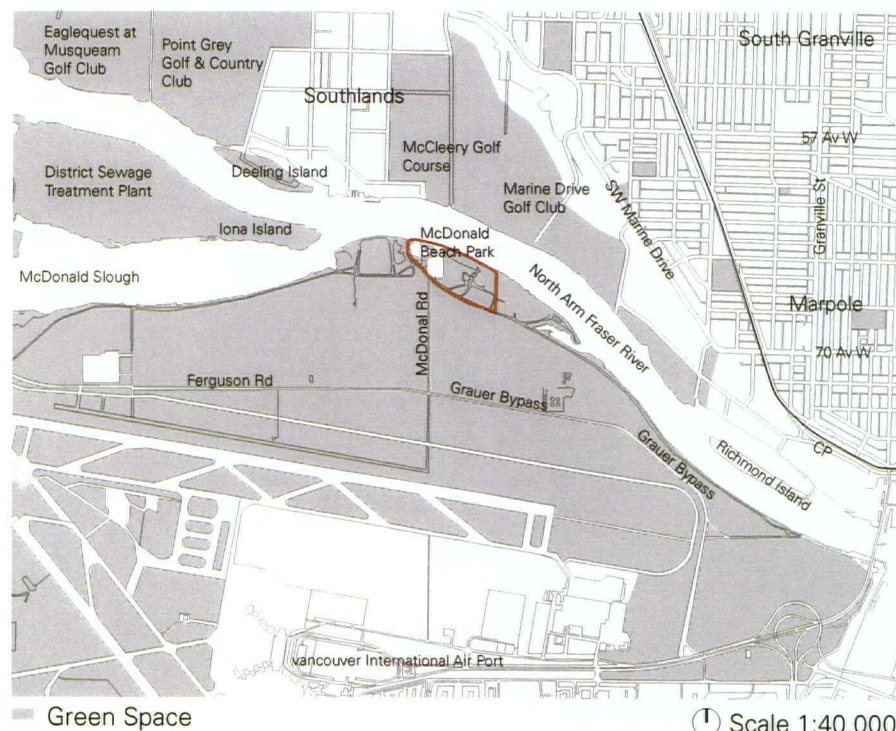 Eaglequest at
Musqueam
Golf Club
Point Grey
Golf & Country
Club
South Granville
Southlands
57 Av W
McCleery Golf
Course
District Sewage
Treatment Plant
Deeling Island
Marine Drive
Golf Club
SW Marine Drive
Granville St
Iona Island
McDonald
Beach Park
McDonald Slough
North Arm Fraser River
Marpole
McDonal Rd
70 Av W
Ferguson Rd
Grauer Bypass
Grauer Bypass
Richmond Island
CP
vancouver International Air Port
Green Space
Scale 1:40,000